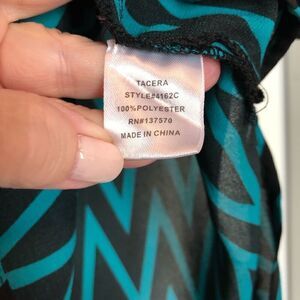 TACERA
STYLE#4162C
100%POLYESTER
RN#137570
MADE IN CHINA